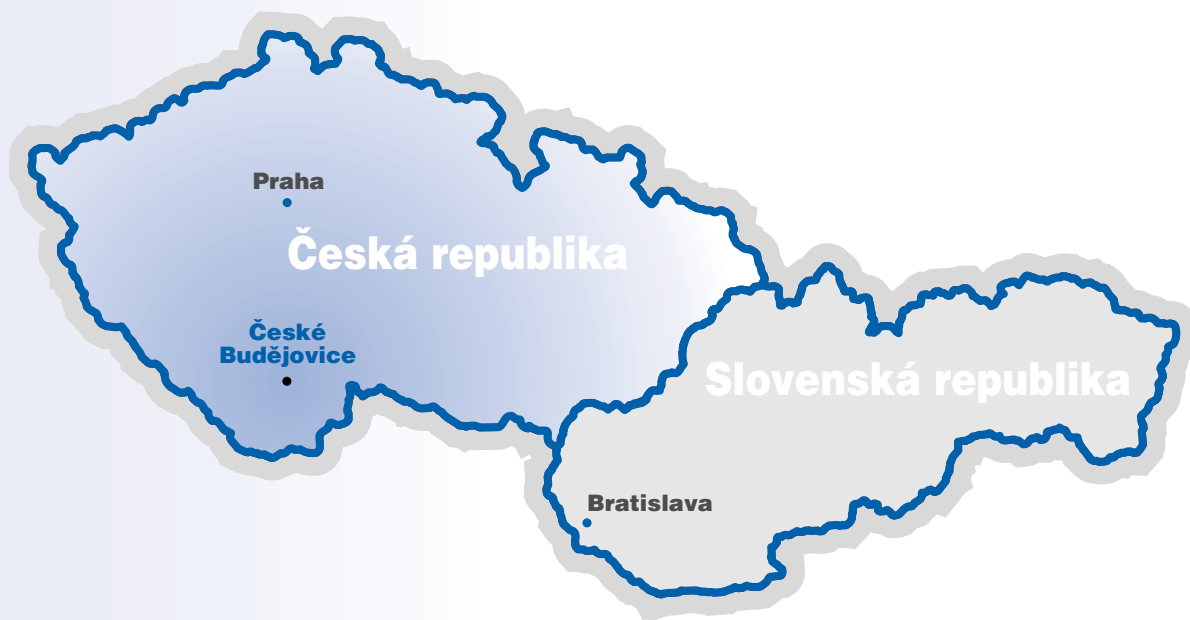 Praha
Česká republika
České
Budějovice
Slovenská republika
Bratislava